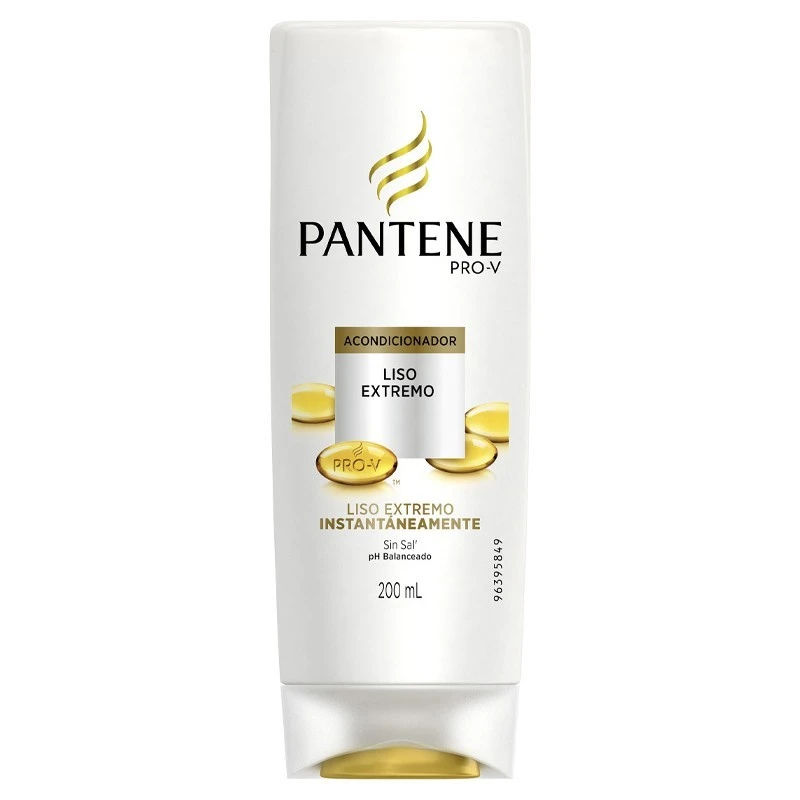 PANTENE
PRO-V
ACONDICIONADOR
LISO
EXTREMO
PRO-V
TM
LISO EXTREMO
INSTANTÁNEAMENTE
Sin Sal'
pH Balanceado
200 mL
96395849